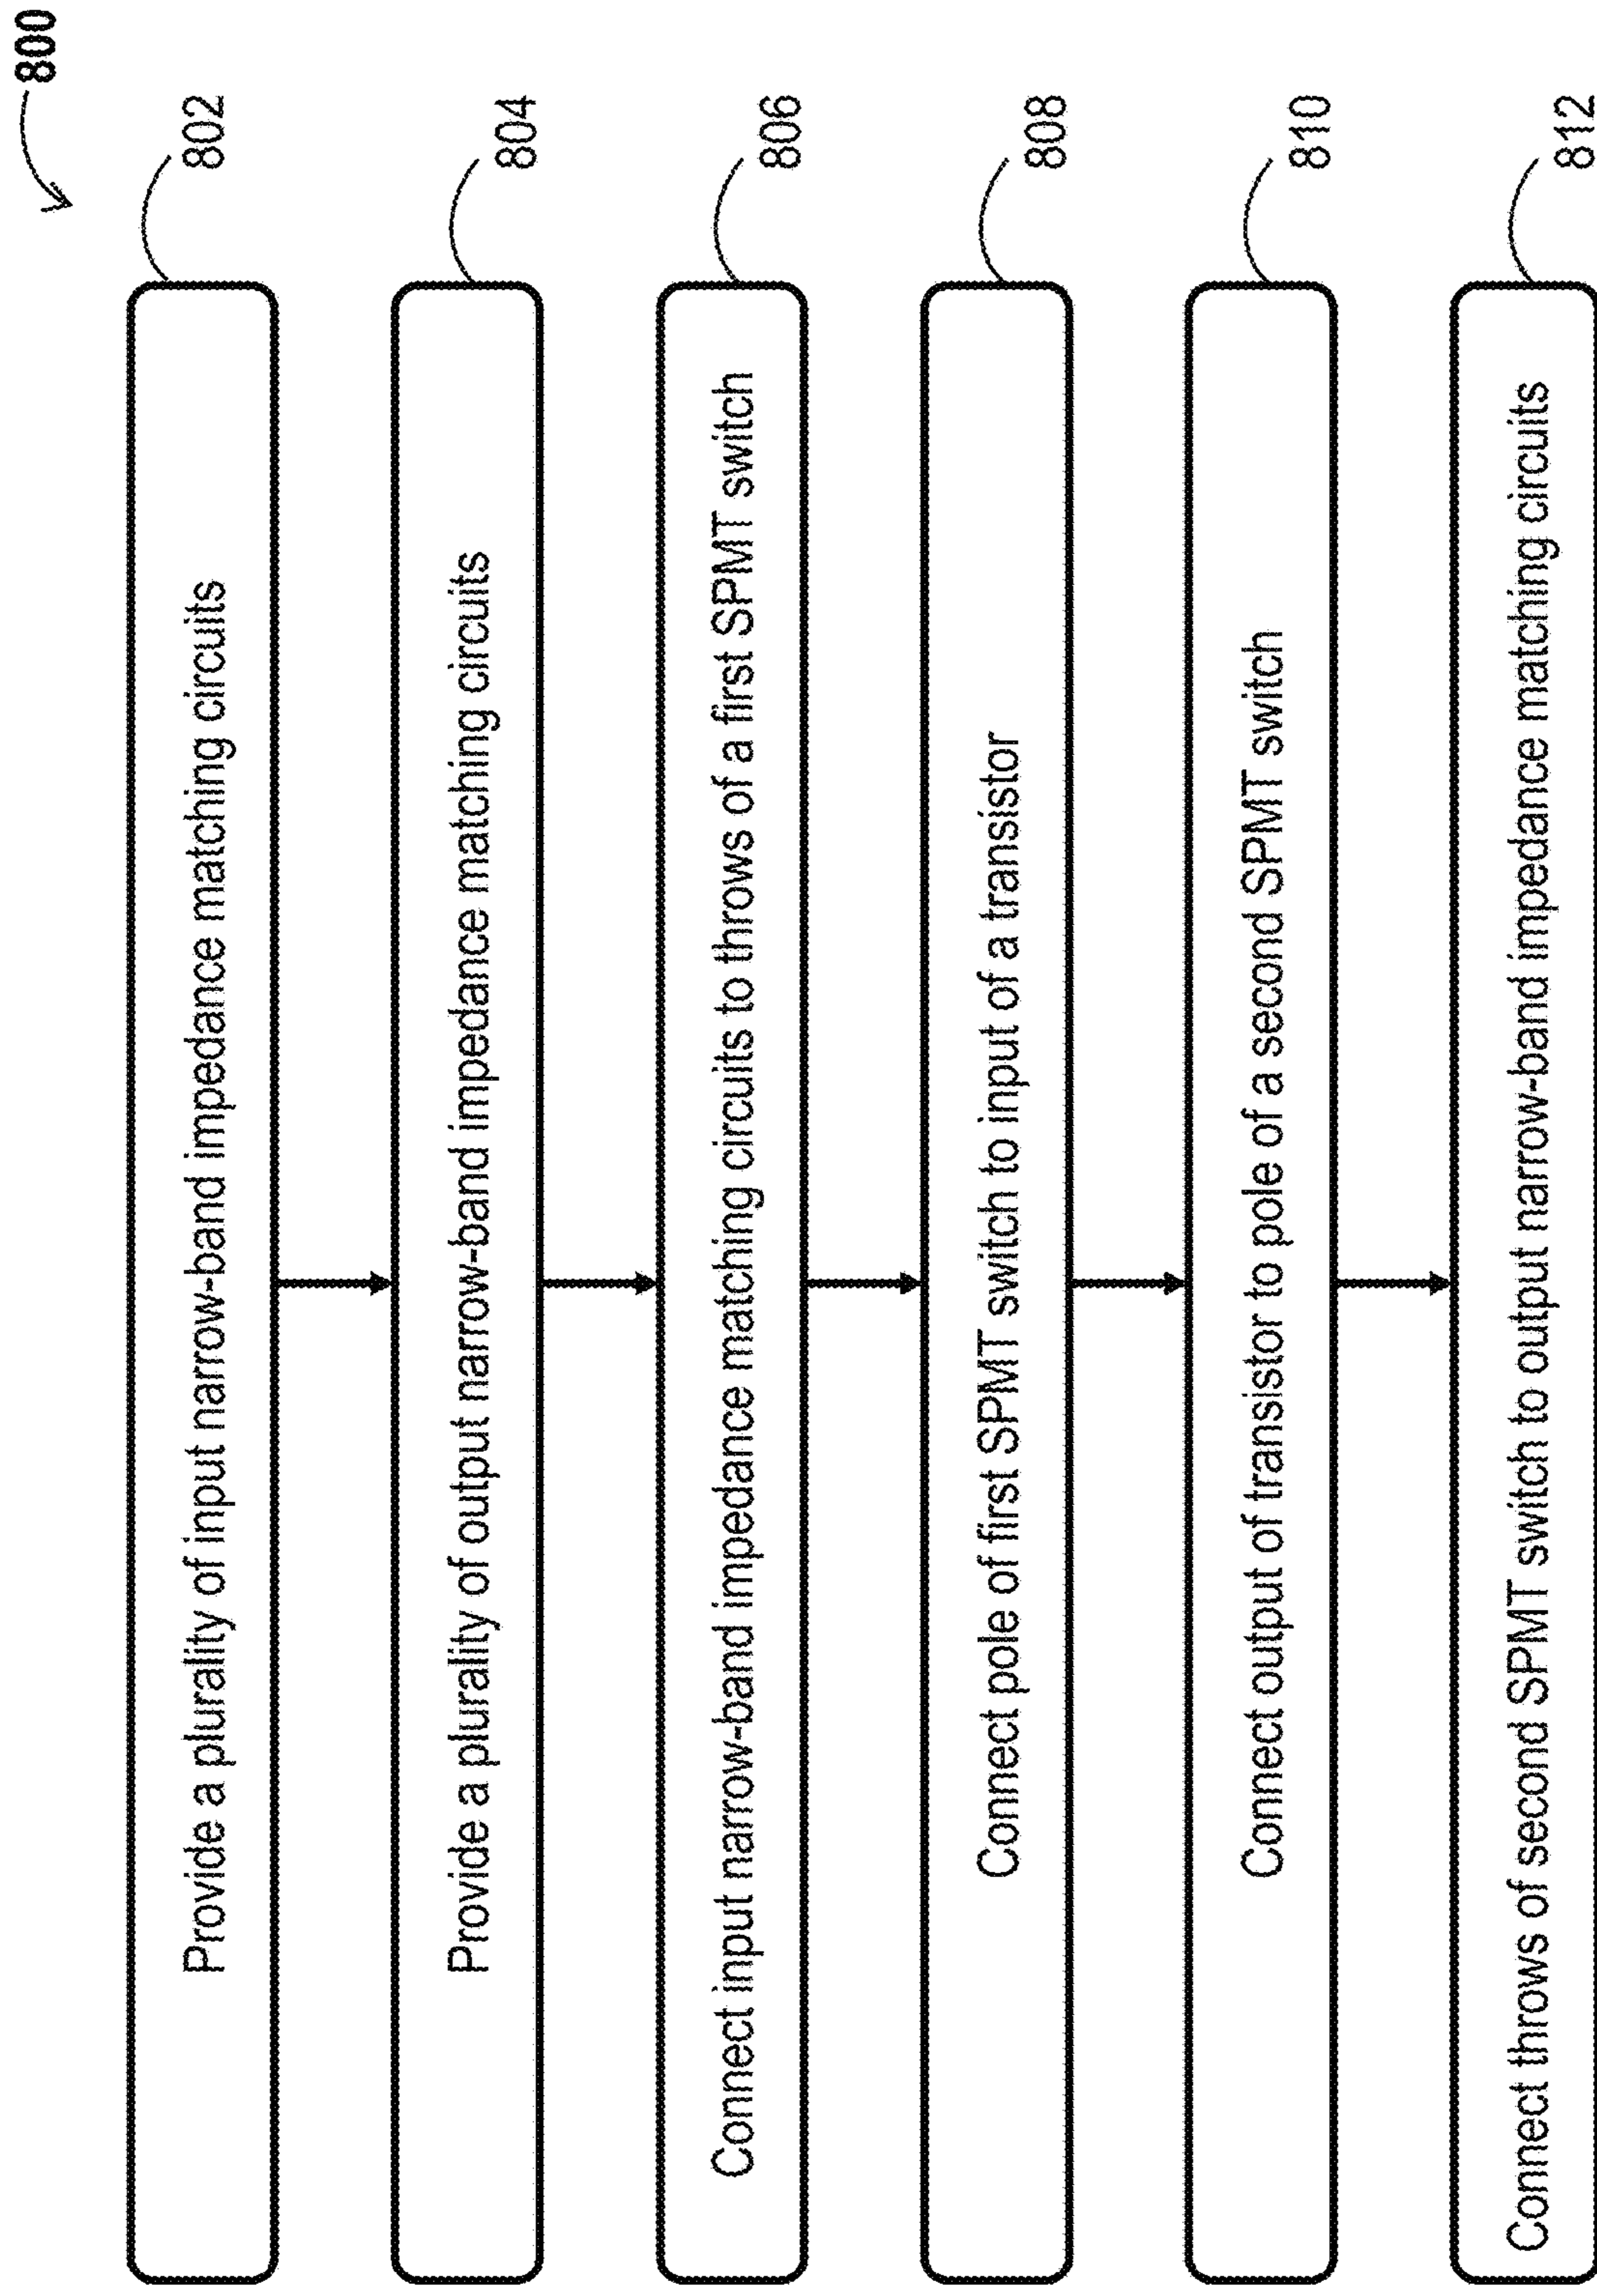 800
802
Provide a plurality of input narrow-band impedance matching circuits
804
Provide a plurality of output narrow-band impedance matching circuits
806
Connect input narrow-band impedance matching circuits to throws of a first SPMT switch
808
Connect pole of first SPMT switch to input of a transistor
810
Connect output of transistor to pole of a second SPMT switch
812
Connect throws of second SPMT switch to output narrow-band impedance matching circuits